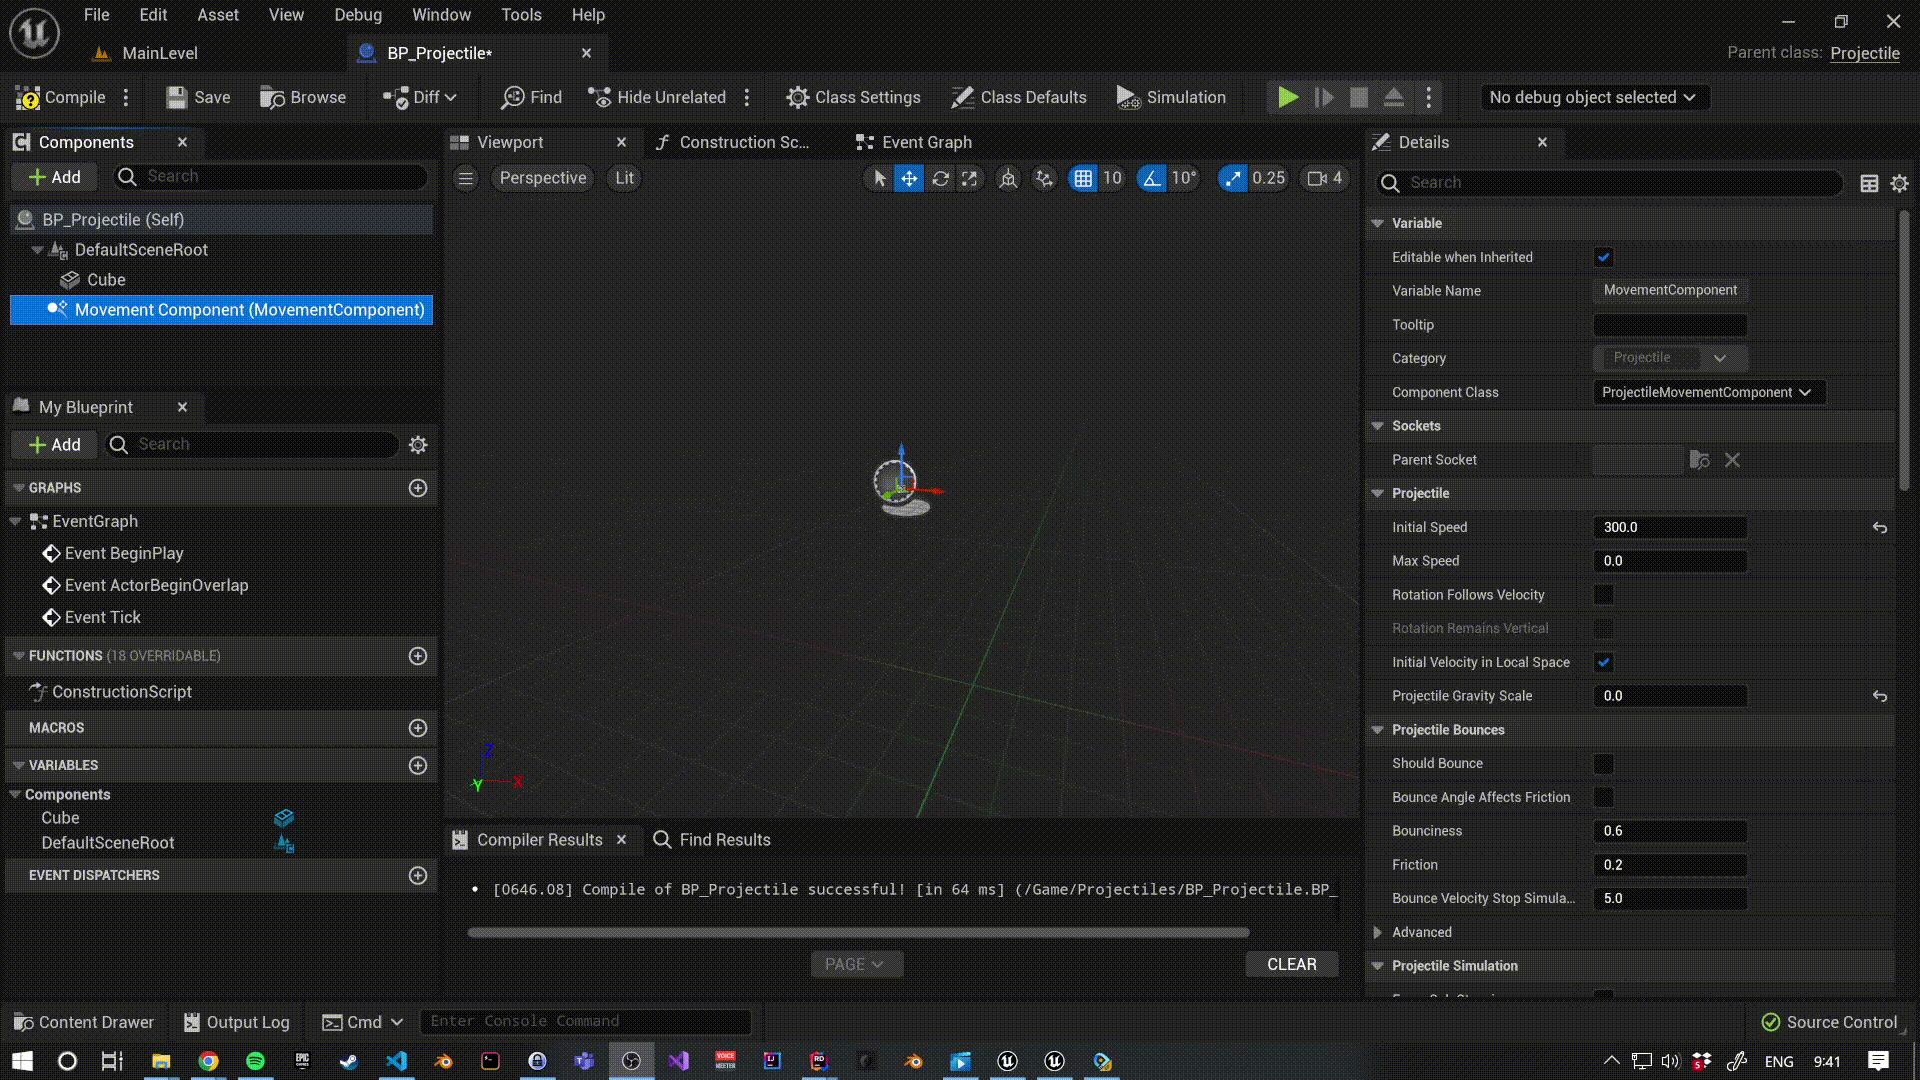 File Edit Asset View Debug Window Tools Help
MainLevel
BP_Projectile*
Parent class: Projectile
Compile
Save
Browse
Diff
Find
Hide Unrelated
Class Settings
Class Defaults
Simulation
No debug object selected
Components
Add
Search
BP_Projectile (Self)
DefaultSceneRoot
Cube
Movement Component (MovementComponent)
My Blueprint
Add
Search
GRAPHS
EventGraph
Event BeginPlay
Event ActorBeginOverlap
Event Tick
FUNCTIONS (18 OVERRIDABLE)
ConstructionScript
MACROS
VARIABLES
Components
Cube
DefaultSceneRoot
EVENT DISPATCHERS
Viewport
Construction Sc...
Event Graph
Perspective
Lit
10
10°
0.25
4
Z
Y
X
Compiler Results
Find Results
[0646.08] Compile of BP_Projectile successful! [in 64 ms] (/Game/Projectiles/BP_Projectile.BP_
PAGE
CLEAR
Details
Search
Variable
Editable when Inherited
Variable Name MovementComponent
Tooltip
Category Projectile
Component Class ProjectileMovementComponent
Sockets
Parent Socket
Projectile
Initial Speed 300.0
Max Speed 0.0
Rotation Follows Velocity
Rotation Remains Vertical
Initial Velocity in Local Space
Projectile Gravity Scale 0.0
Projectile Bounces
Should Bounce
Bounce Angle Affects Friction
Bounciness 0.6
Friction 0.2
Bounce Velocity Stop Simula... 5.0
Advanced
Projectile Simulation
Content Drawer
Output Log
Cmd
Enter Console Command
Source Control
ENG
9:41